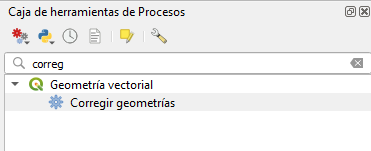 Caja de herramientas de Procesos
correg
Geometría vectorial
Corregir geometrías